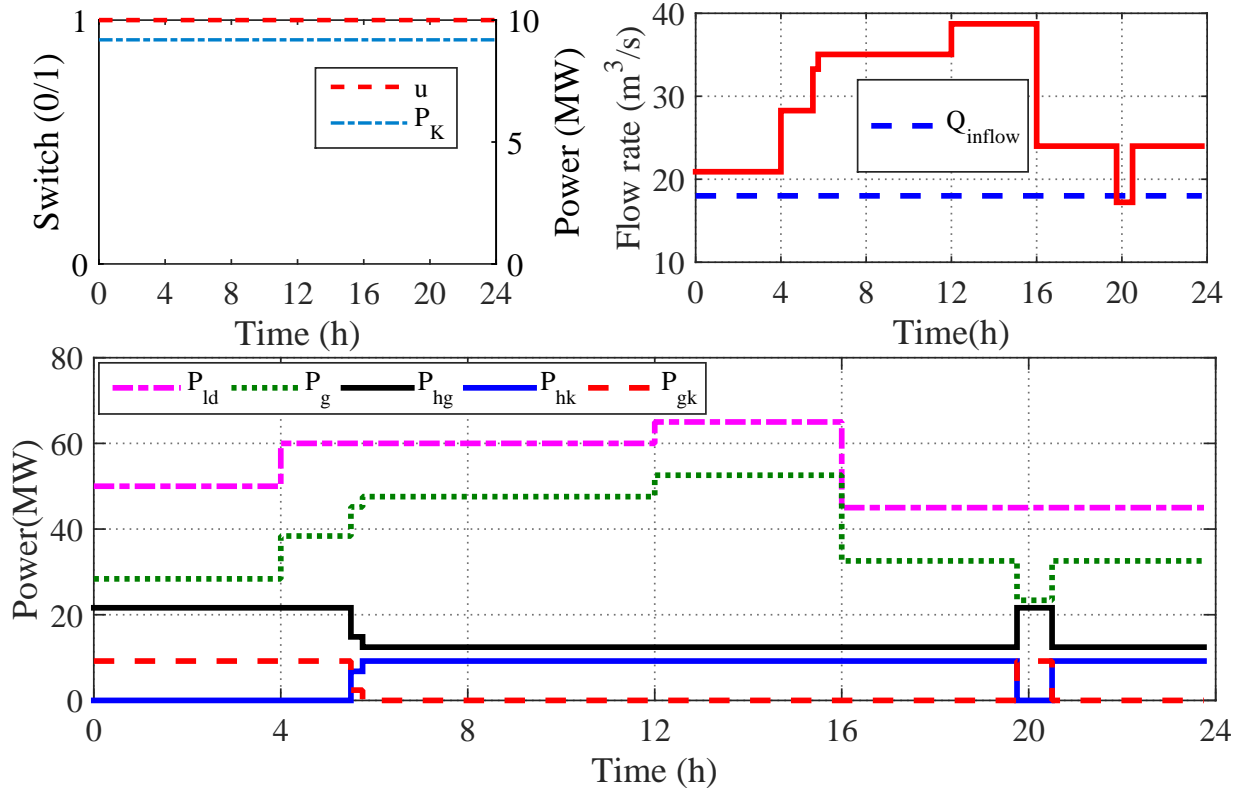 Switch (0/1)
1
0
u
P_K
10
5
0
Power (MW)
0 4 8 12 16 20 24
Time (h)
Flow rate (m^3/s)
40
30
20
10
Q_inflow
0 4 8 12 16 20 24
Time(h)
Power(MW)
80
60
40
20
0
P_ld P_g P_hg P_hk P_gk
0 4 8 12 16 20 24
Time (h)